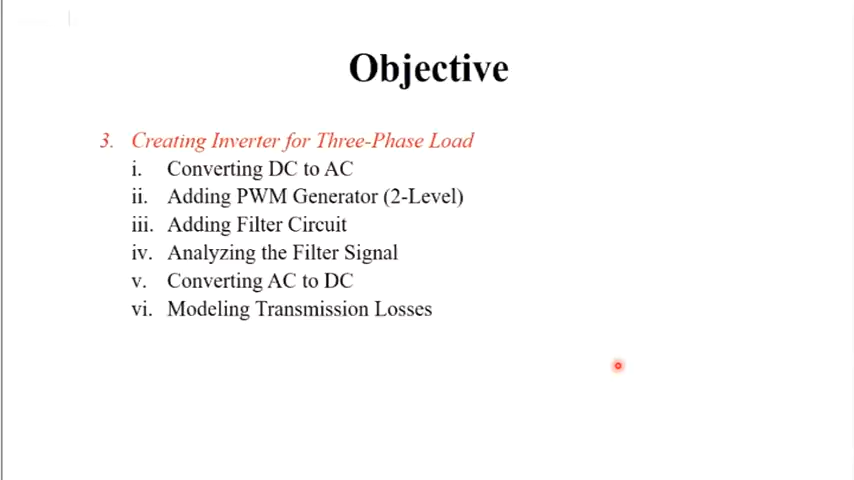 Objective
3. Creating Inverter for Three-Phase Load
i. Converting DC to AC
ii. Adding PWM Generator (2-Level)
iii. Adding Filter Circuit
iv. Analyzing the Filter Signal
v. Converting AC to DC
vi. Modeling Transmission Losses